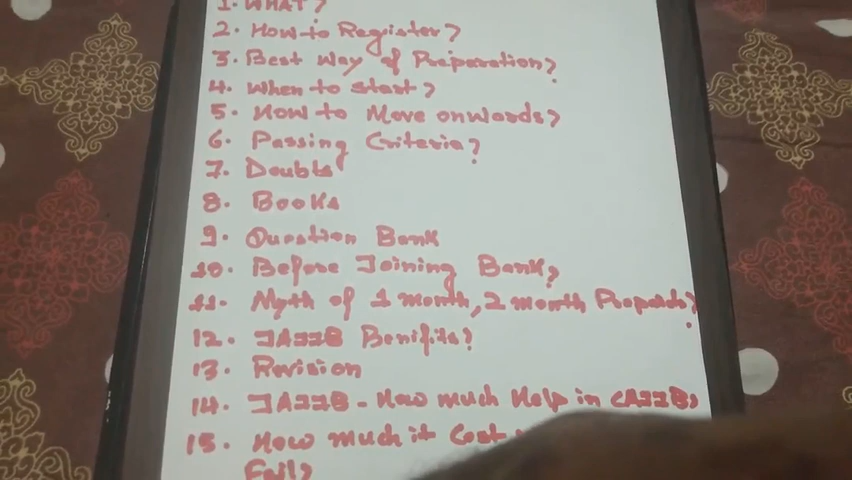 1. WHAT?
2. How to Register?
3. Best Way of Preparation?
4. When to start?
5. How to Move onwards?
6. Passing Criteria?
7. Doubts
8. Books
9. Question Bank
10. Before Joining Bank?
11. Myth of 1 month, 2 month
12. JAIIB Benifits?
13. Revision
14. JAIIB - How much Help in CAIIB?
15. How much it Cost
Fail?